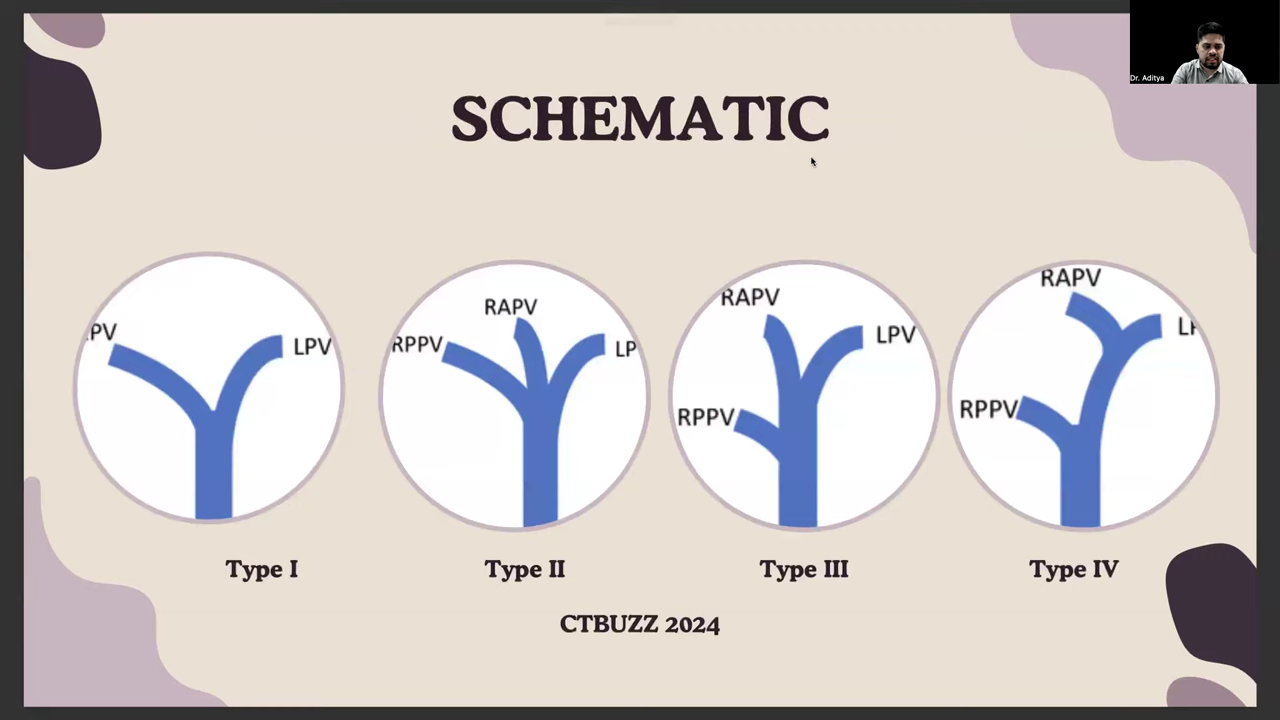 Dr. Aditya
SCHEMATIC
PV
LPV
RPPV
RAPV
LP
RAPV
LPV
RPPV
RAPV
RPPV
Type I
Type II
Type III
Type IV
CTBUZZ 2024